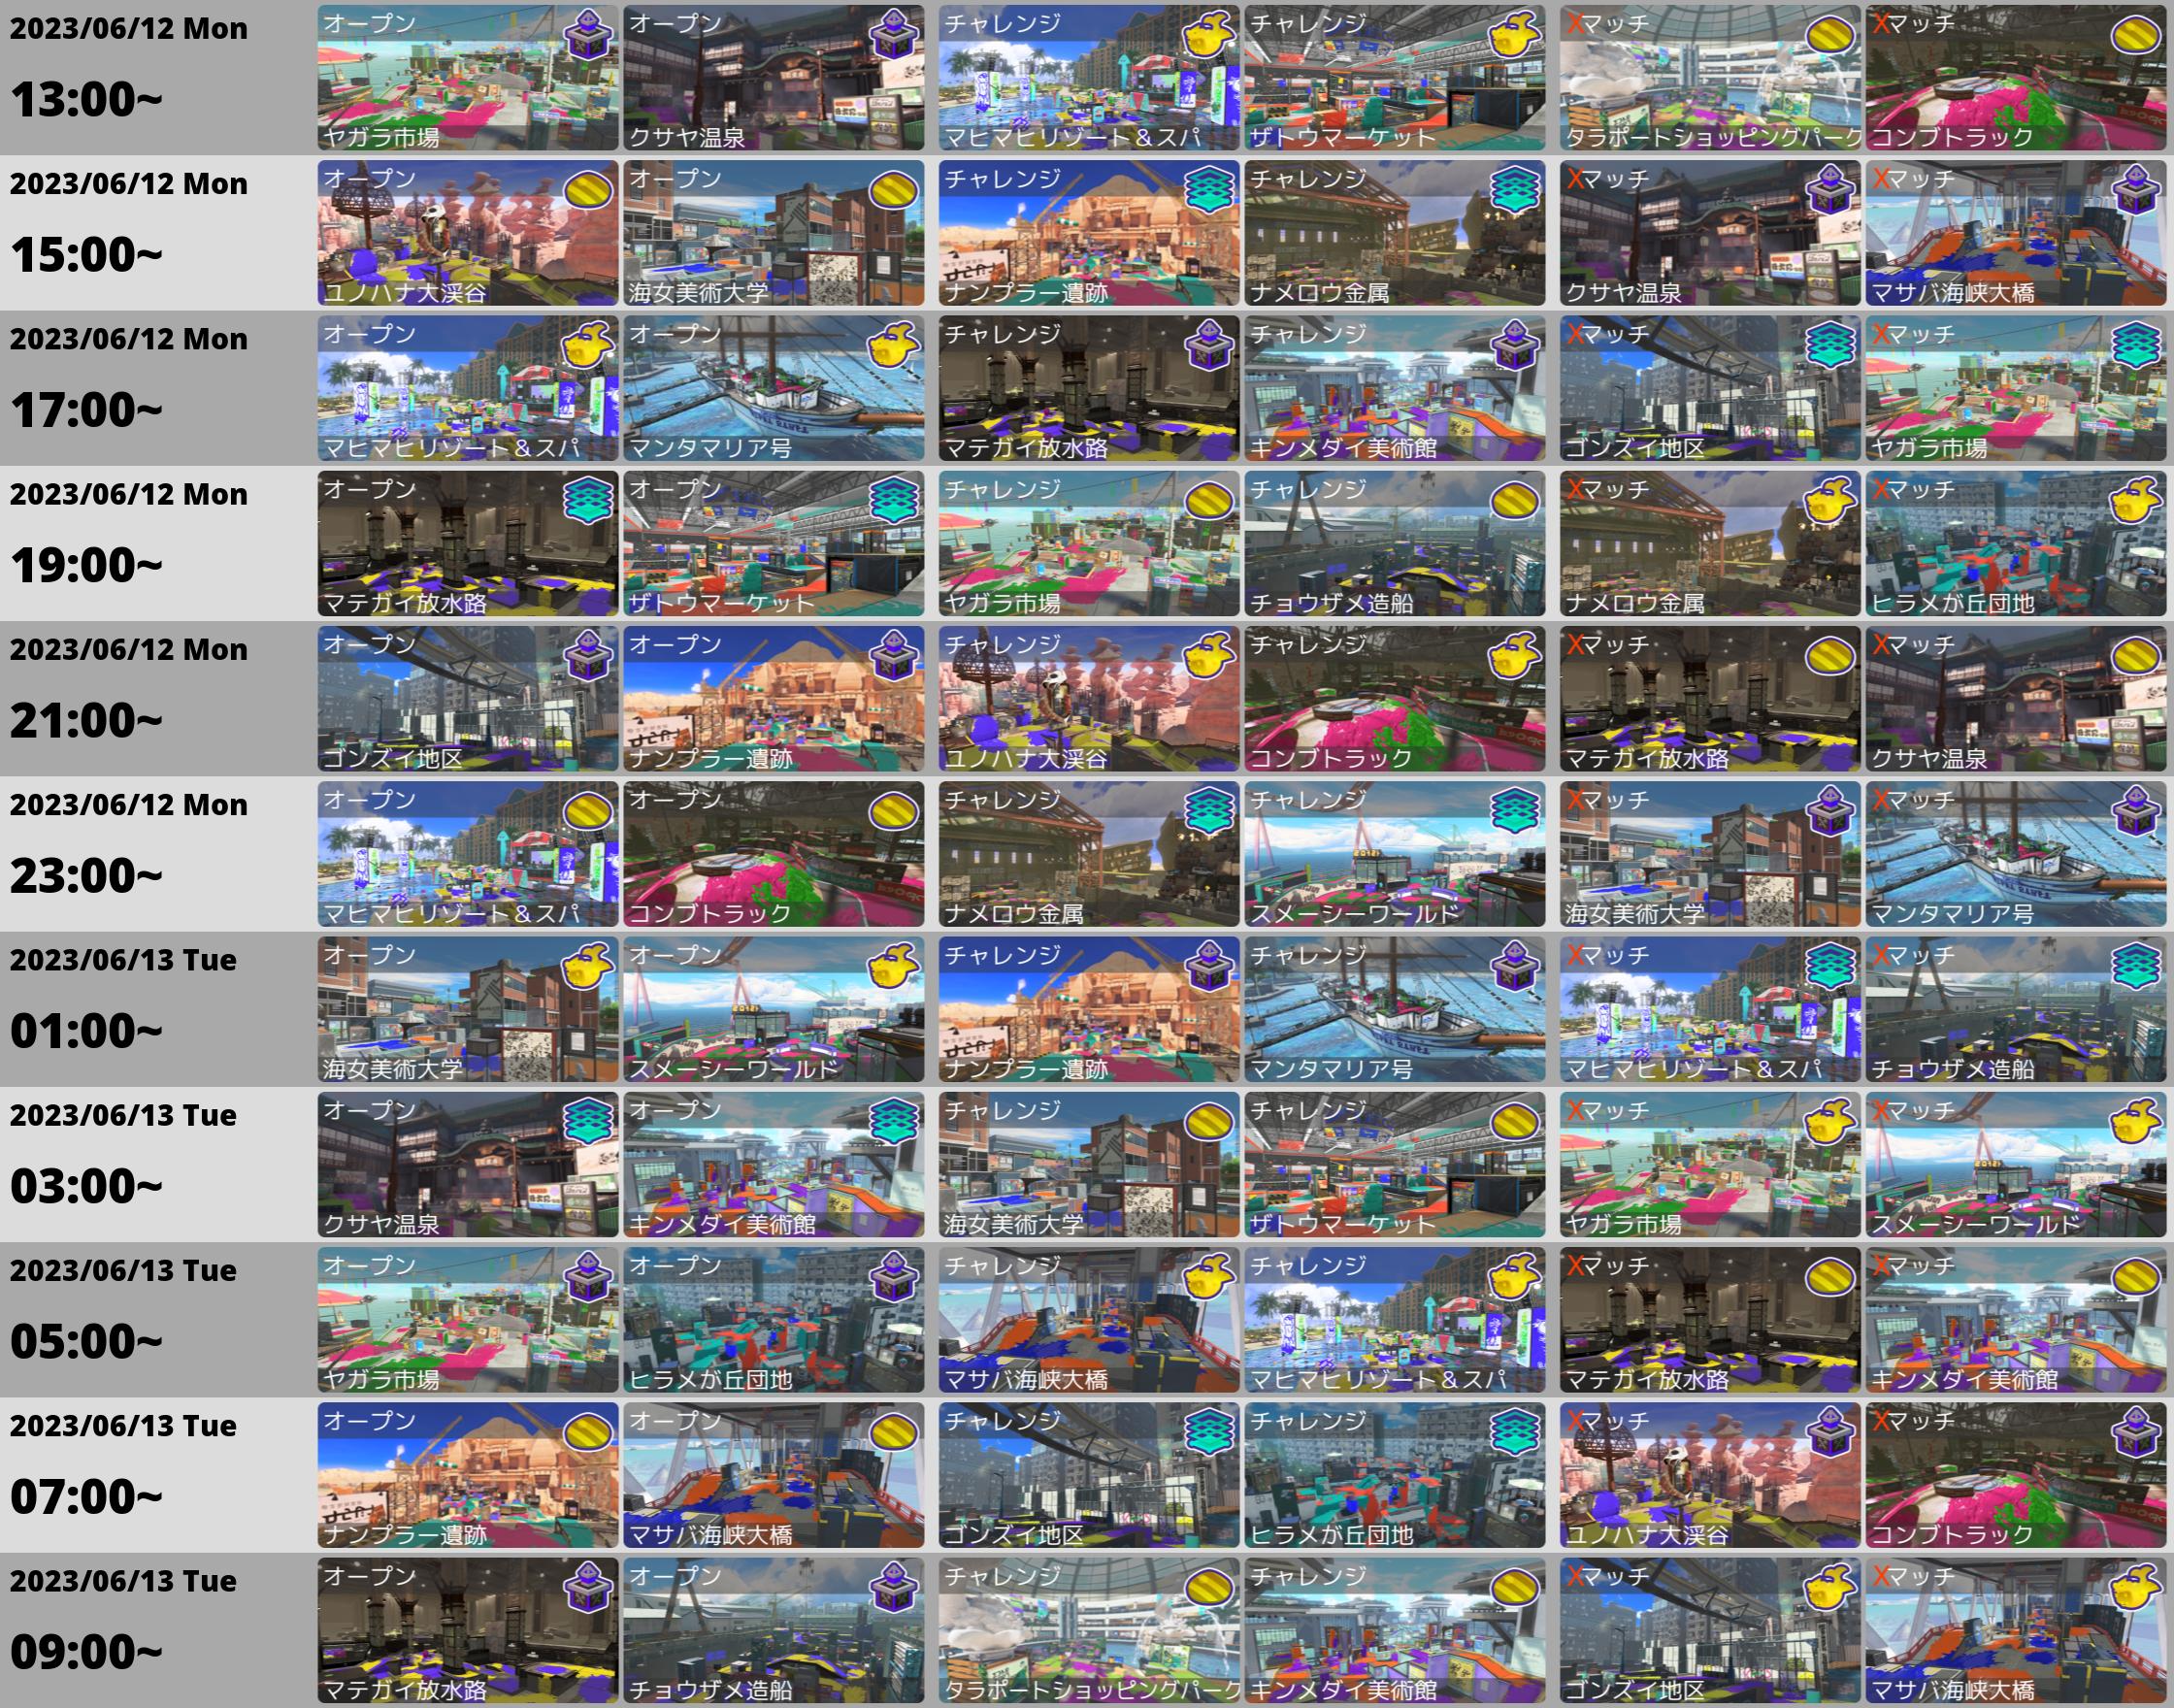 2023/06/12 Mon
13:00~
オープン
ヤガラ市場
オープン
クサヤ温泉
チャレンジ
マヒマヒリゾート＆スパ
チャレンジ
ザトウマーケット
Xマッチ
タラポートショッピングパーク
Xマッチ
コンブトラック
2023/06/12 Mon
15:00~
オープン
ユノハナ大渓谷
オープン
海女美術大学
チャレンジ
ナンプラー遺跡
チャレンジ
ナメロウ金属
Xマッチ
クサヤ温泉
Xマッチ
マサバ海峡大橋
2023/06/12 Mon
17:00~
オープン
マヒマヒリゾート＆スパ
オープン
マンタマリア号
チャレンジ
マテガイ放水路
チャレンジ
キンメダイ美術館
Xマッチ
ゴンズイ地区
Xマッチ
ヤガラ市場
2023/06/12 Mon
19:00~
オープン
マテガイ放水路
オープン
ザトウマーケット
チャレンジ
ヤガラ市場
チャレンジ
チョウザメ造船
Xマッチ
ナメロウ金属
Xマッチ
ヒラメが丘団地
2023/06/12 Mon
21:00~
オープン
ゴンズイ地区
オープン
ナンプラー遺跡
チャレンジ
ユノハナ大渓谷
チャレンジ
コンブトラック
Xマッチ
マテガイ放水路
Xマッチ
クサヤ温泉
2023/06/12 Mon
23:00~
オープン
マヒマヒリゾート＆スパ
オープン
コンブトラック
チャレンジ
ナメロウ金属
チャレンジ
スメーシーワールド
Xマッチ
海女美術大学
Xマッチ
マンタマリア号
2023/06/13 Tue
01:00~
オープン
海女美術大学
オープン
スメーシーワールド
チャレンジ
ナンプラー遺跡
チャレンジ
マンタマリア号
Xマッチ
マヒマヒリゾート＆スパ
Xマッチ
チョウザメ造船
2023/06/13 Tue
03:00~
オープン
クサヤ温泉
オープン
キンメダイ美術館
チャレンジ
海女美術大学
チャレンジ
ザトウマーケット
Xマッチ
ヤガラ市場
Xマッチ
スメーシーワールド
2023/06/13 Tue
05:00~
オープン
ヤガラ市場
オープン
ヒラメが丘団地
チャレンジ
マサバ海峡大橋
チャレンジ
マヒマヒリゾート＆スパ
Xマッチ
マテガイ放水路
Xマッチ
キンメダイ美術館
2023/06/13 Tue
07:00~
オープン
ナンプラー遺跡
オープン
マサバ海峡大橋
チャレンジ
ゴンズイ地区
チャレンジ
ヒラメが丘団地
Xマッチ
ユノハナ大渓谷
Xマッチ
コンブトラック
2023/06/13 Tue
09:00~
オープン
マテガイ放水路
オープン
チョウザメ造船
チャレンジ
タラポートショッピングパーク
チャレンジ
キンメダイ美術館
Xマッチ
ゴンズイ地区
Xマッチ
マサバ海峡大橋